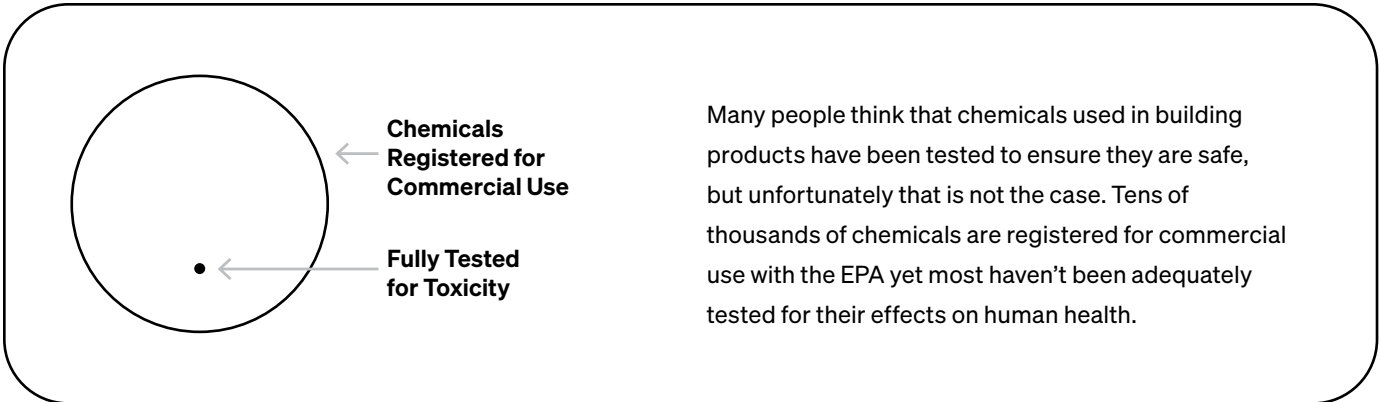 Chemicals
Registered for
Commercial Use
Fully Tested
for Toxicity
Many people think that chemicals used in building
products have been tested to ensure they are safe,
but unfortunately that is not the case. Tens of
thousands of chemicals are registered for commercial
use with the EPA yet most haven’t been adequately
tested for their effects on human health.